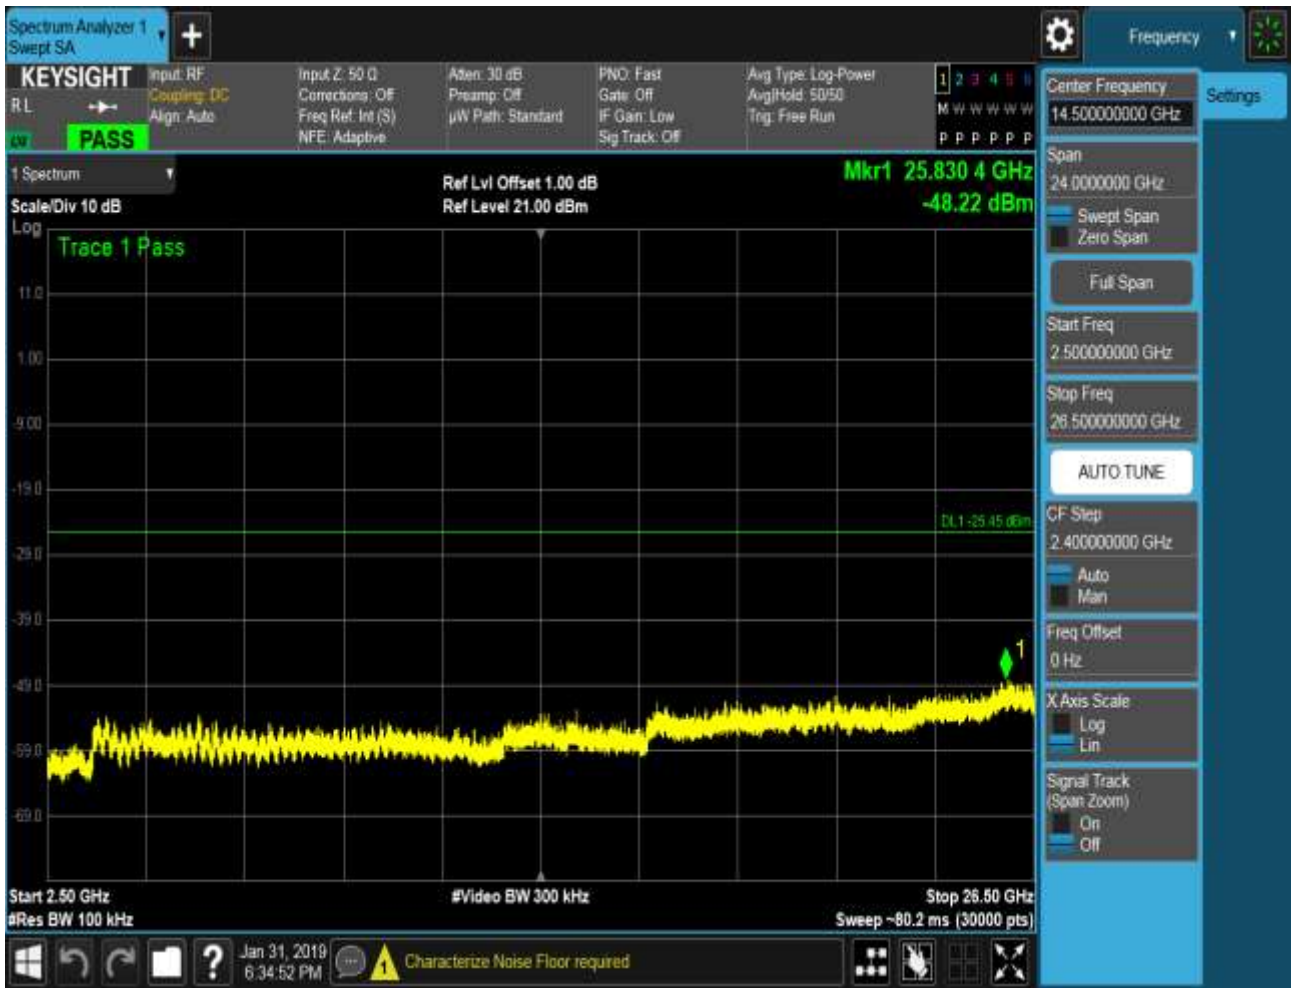 Spectrum Analyzer 1
Swept SA
+
Frequency
KEYSIGHT
R L
PASS
Input: RF
Coupling: DC
Align: Auto
Input Z: 50 Ω
Corrections: Off
Freq Ref: Int (S)
NFE: Adaptive
Atten: 30 dB
Preamp: Off
µW Path: Standard
PNO: Fast
Gate: Off
IF Gain: Low
Sig Track: Off
Avg Type: Log-Power
Avg|Hold: 50/50
Trig: Free Run
1 2 3 4 5 6
M W W W W W
P P P P P P
1 Spectrum
Scale/Div 10 dB
Ref Lvl Offset 1.00 dB
Ref Level 21.00 dBm
Mkr1 25.830 4 GHz
-48.22 dBm
Log
Trace 1 Pass
11.0
1.00
-9.00
-19.0
DL1 -25.45 dBm
-29.0
-39.0
1
-49.0
-59.0
-69.0
Start 2.50 GHz
#Res BW 100 kHz
#Video BW 300 kHz
Stop 26.50 GHz
Sweep ~80.2 ms (30000 pts)
Center Frequency
14.500000000 GHz
Settings
Span
24.0000000 GHz
Swept Span
Zero Span
Full Span
Start Freq
2.500000000 GHz
Stop Freq
26.500000000 GHz
AUTO TUNE
CF Step
2.400000000 GHz
Auto
Man
Freq Offset
0 Hz
X Axis Scale
Log
Lin
Signal Track
(Span Zoom)
On
Off
?
Jan 31, 2019
6:34:52 PM
1
Characterize Noise Floor required